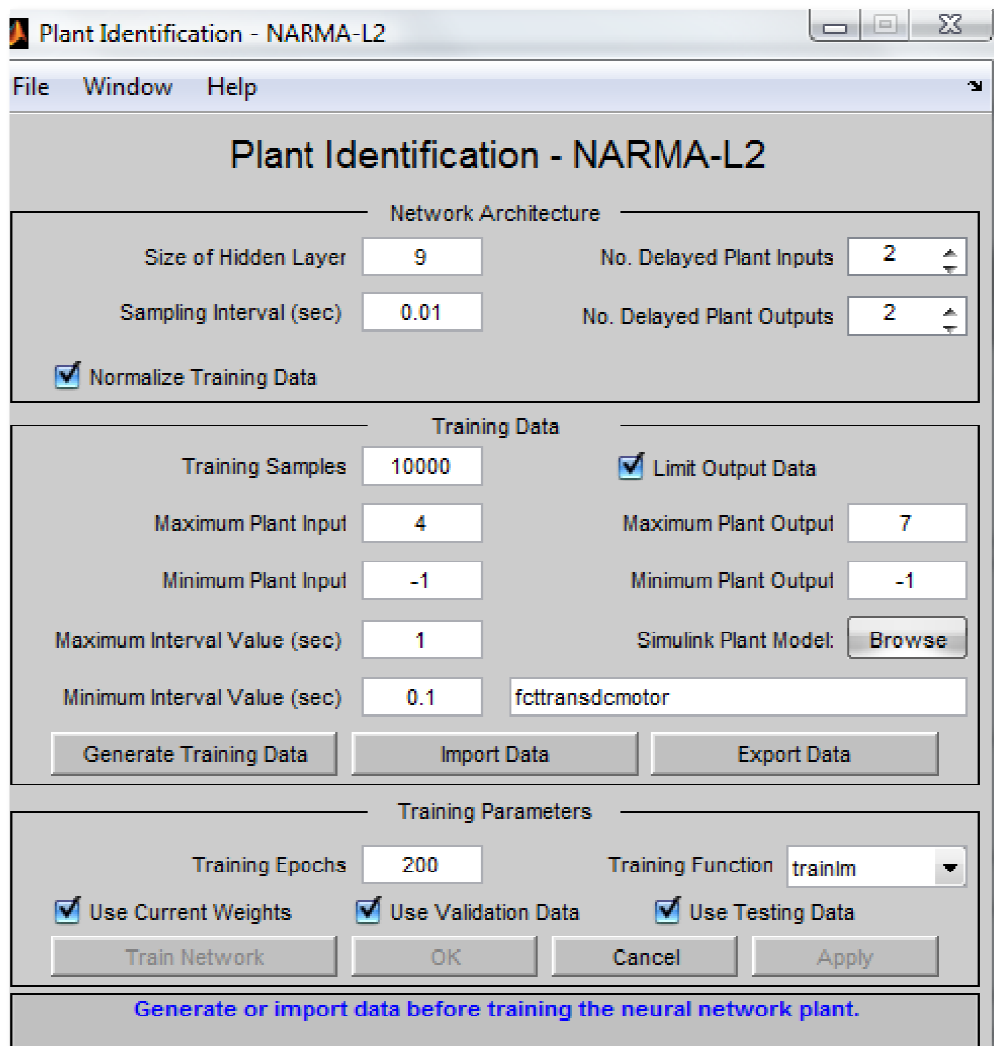 Plant Identification - NARMA-L2
File Window Help
Plant Identification - NARMA-L2
Network Architecture
Size of Hidden Layer 9 No. Delayed Plant Inputs 2
Sampling Interval (sec) 0.01 No. Delayed Plant Outputs 2
Normalize Training Data
Training Data
Training Samples 10000 Limit Output Data
Maximum Plant Input 4 Maximum Plant Output 7
Minimum Plant Input -1 Minimum Plant Output -1
Maximum Interval Value (sec) 1 Simulink Plant Model: Browse
Minimum Interval Value (sec) 0.1 fcttransdcmotor
Generate Training Data Import Data Export Data
Training Parameters
Training Epochs 200 Training Function trainlm
Use Current Weights Use Validation Data Use Testing Data
Train Network OK Cancel Apply
Generate or import data before training the neural network plant.